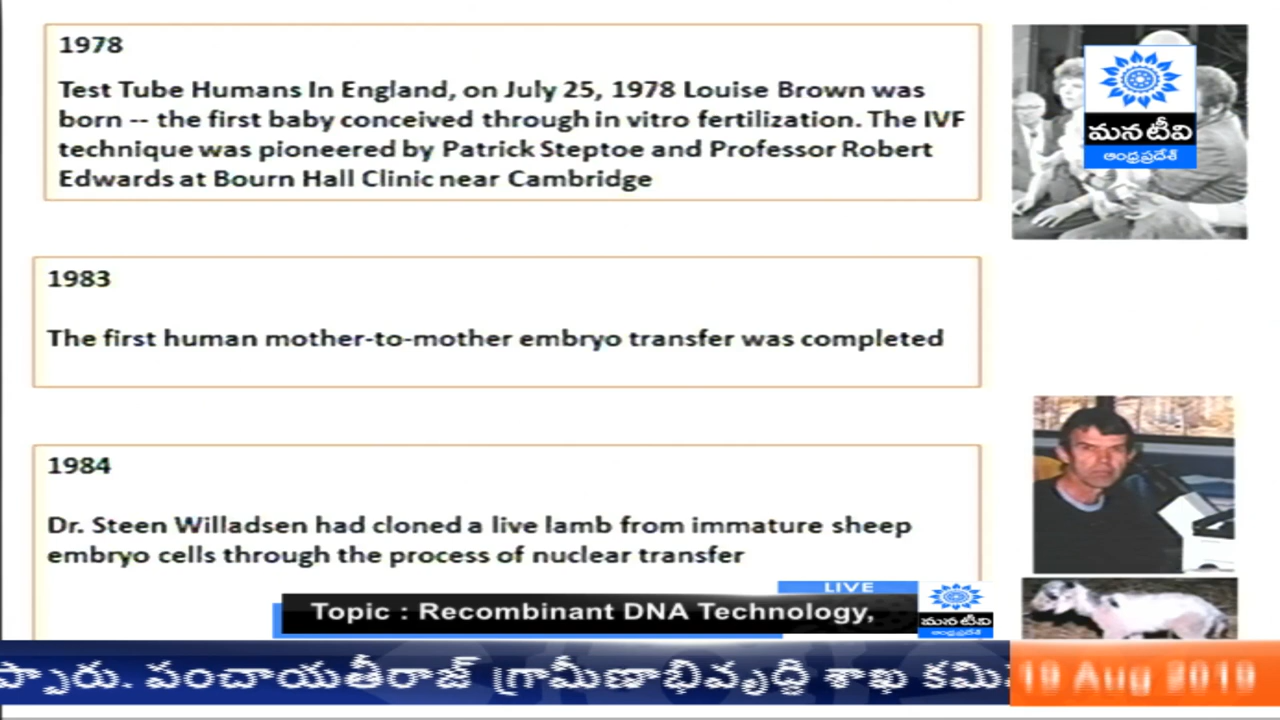 1978
Test Tube Humans In England, on July 25, 1978 Louise Brown was
born -- the first baby conceived through in vitro fertilization. The IVF
technique was pioneered by Patrick Steptoe and Professor Robert
Edwards at Bourn Hall Clinic near Cambridge
మన టీవి
ఆంధ్రప్రదేశ్
1983
The first human mother-to-mother embryo transfer was completed
1984
Dr. Steen Willadsen had cloned a live lamb from immature sheep
embryo cells through the process of nuclear transfer
LIVE
Topic : Recombinant DNA Technology,
మన టీవి
ఆంధ్రప్రదేశ్
ప్పారు. పంచాయతీరాజ్ గ్రామీణాభివృద్ధి శాఖ కమి
19 Aug 2019